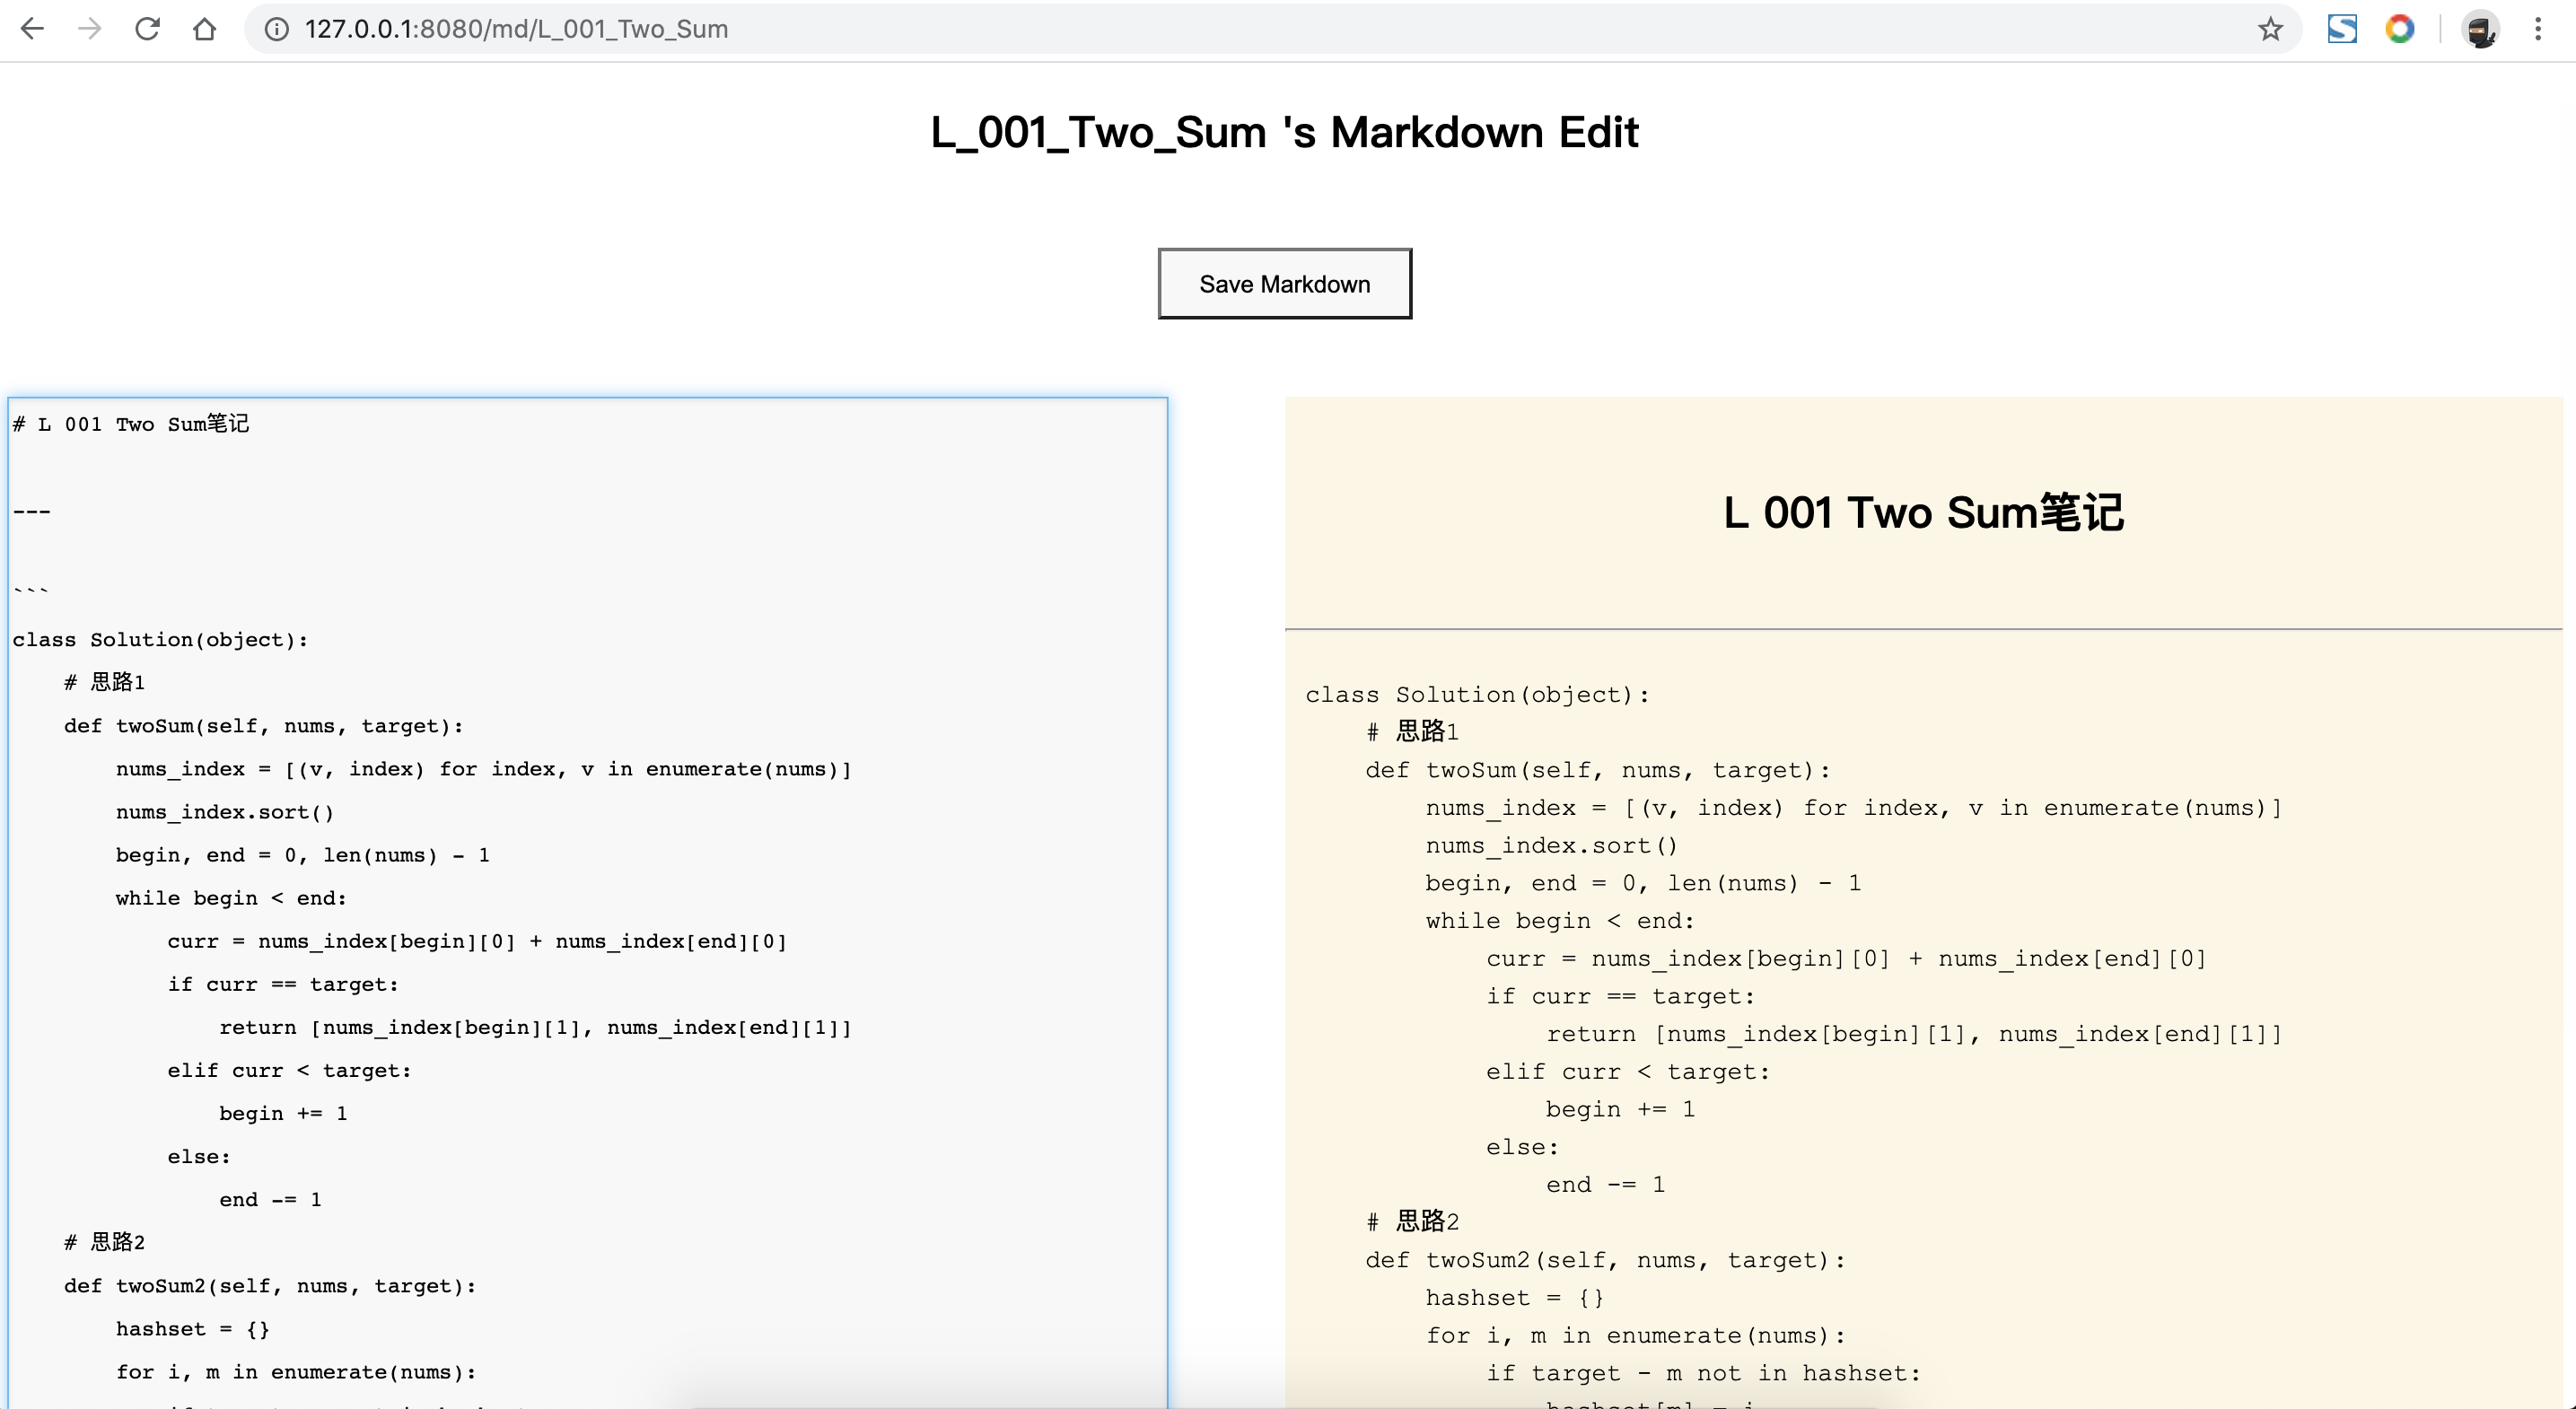 127.0.0.1:8080/md/L_001_Two_Sum
L_001_Two_Sum 's Markdown Edit
Save Markdown
# L 001 Two Sum笔记
---
```
class Solution(object):
    # 思路1
    def twoSum(self, nums, target):
        nums_index = [(v, index) for index, v in enumerate(nums)]
        nums_index.sort()
        begin, end = 0, len(nums) - 1
        while begin < end:
            curr = nums_index[begin][0] + nums_index[end][0]
            if curr == target:
                return [nums_index[begin][1], nums_index[end][1]]
            elif curr < target:
                begin += 1
            else:
                end -= 1
    # 思路2
    def twoSum2(self, nums, target):
        hashset = {}
        for i, m in enumerate(nums):
L 001 Two Sum笔记
class Solution(object):
    # 思路1
    def twoSum(self, nums, target):
        nums_index = [(v, index) for index, v in enumerate(nums)]
        nums_index.sort()
        begin, end = 0, len(nums) - 1
        while begin < end:
            curr = nums_index[begin][0] + nums_index[end][0]
            if curr == target:
                return [nums_index[begin][1], nums_index[end][1]]
            elif curr < target:
                begin += 1
            else:
                end -= 1
    # 思路2
    def twoSum2(self, nums, target):
        hashset = {}
        for i, m in enumerate(nums):
            if target - m not in hashset:
                hashset[m] = i